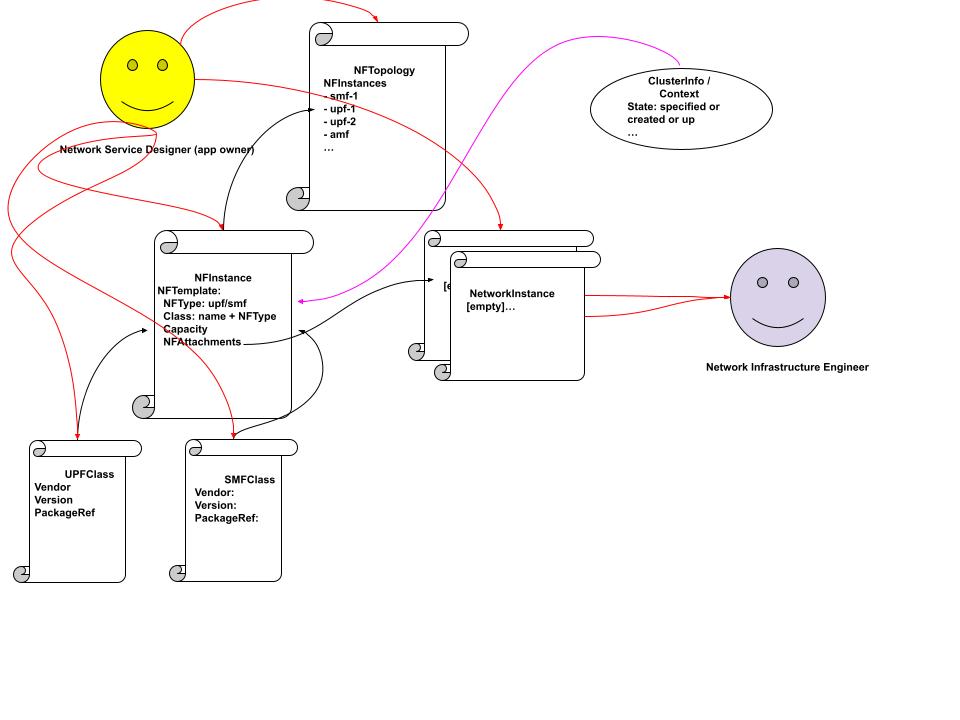 NFTopology
NFInstances
- smf-1
- upf-1
- upf-2
- amf
...
ClusterInfo /
Context
State: specified or
created or up
...
Network Service Designer (app owner)
NFInstance
NFTemplate:
NFType: upf/smf
Class: name + NFType
Capacity
NFAttachments
[e
NetworkInstance
[empty]...
Network Infrastructure Engineer
UPFClass
Vendor
Version
PackageRef
SMFClass
Vendor:
Version:
PackageRef: